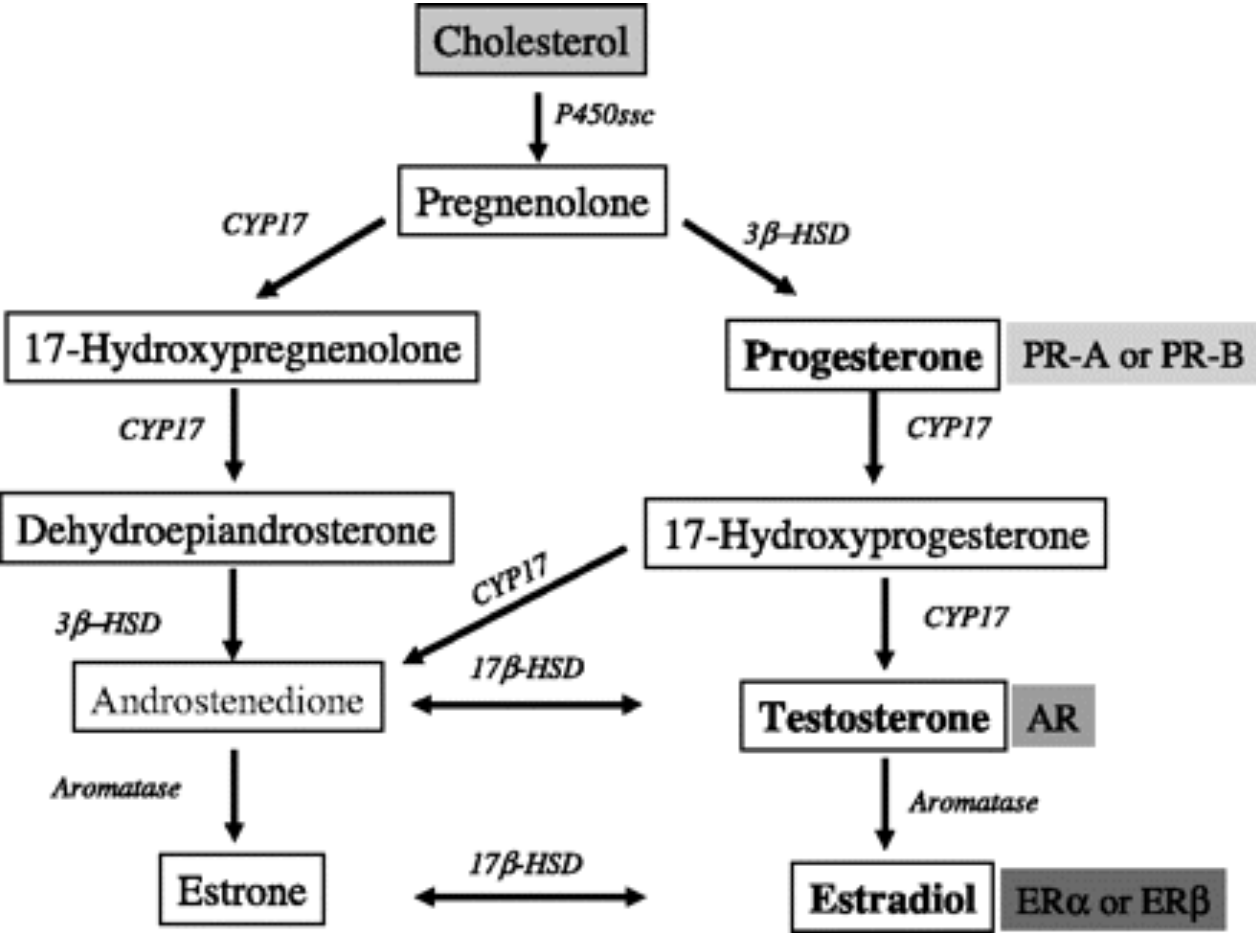 Cholesterol
P450ssc
Pregnenolone
CYP17
3β-HSD
17-Hydroxypregnenolone
Progesterone
PR-A or PR-B
CYP17
CYP17
Dehydroepiandrosterone
17-Hydroxyprogesterone
CYP17
3β-HSD
CYP17
17β-HSD
Androstenedione
Testosterone
AR
Aromatase
Aromatase
17β-HSD
Estrone
Estradiol
ERα or ERβ